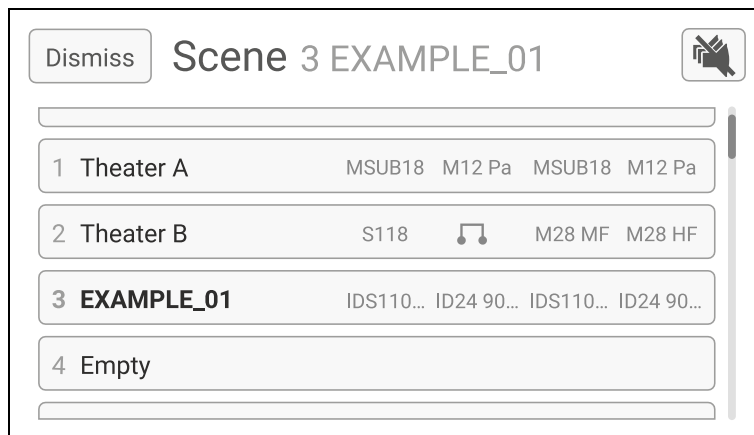 Dismiss Scene 3 EXAMPLE_01
1 Theater A MSUB18 M12 Pa MSUB18 M12 Pa
2 Theater B S118 M28 MF M28 HF
3 EXAMPLE_01 IDS110... ID24 90... IDS110... ID24 90...
4 Empty